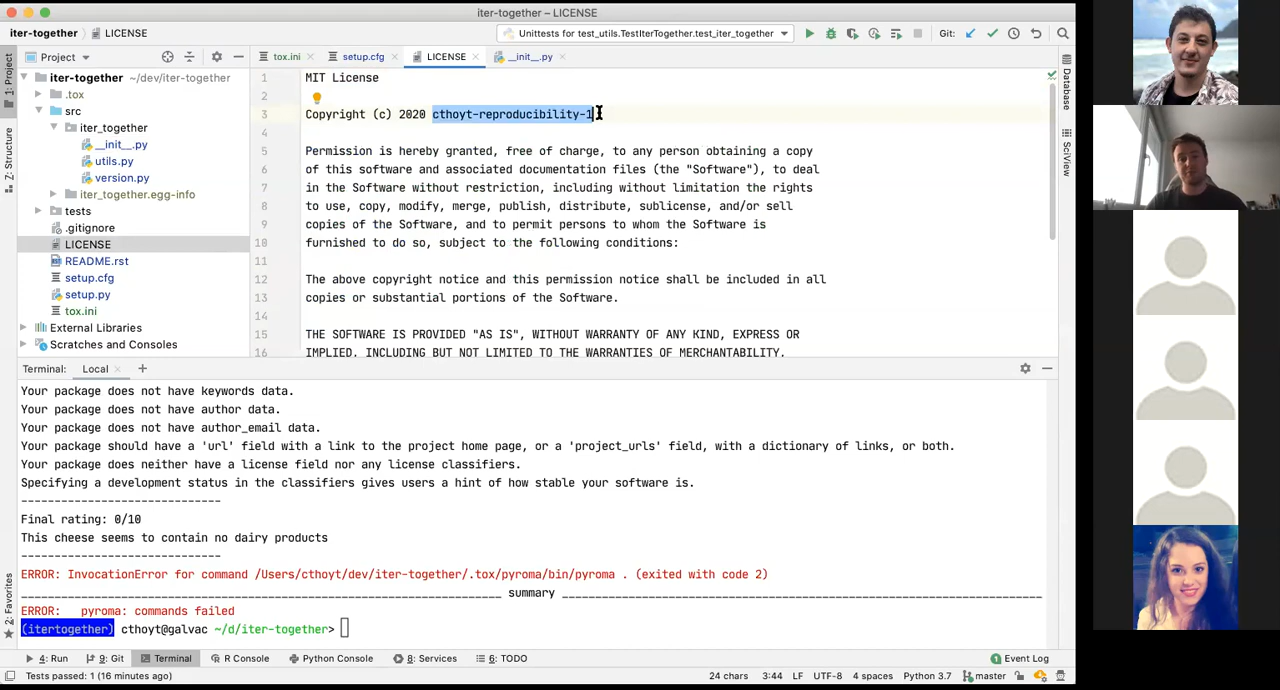 iter-together – LICENSE
iter-together
LICENSE
Unittests for test_utils.TestIterTogether.test_iter_together
Git:
Project
tox.ini
setup.cfg
LICENSE
__init__.py
iter-together ~/dev/iter-together
.tox
src
iter_together
__init__.py
utils.py
version.py
iter_together.egg-info
tests
.gitignore
LICENSE
README.rst
setup.cfg
setup.py
tox.ini
External Libraries
Scratches and Consoles
1: Project
Z: Structure
2: Favorites
Database
SciView
1 MIT License
2
3 Copyright (c) 2020 cthoyt-reproducibility-1
4
5 Permission is hereby granted, free of charge, to any person obtaining a copy
6 of this software and associated documentation files (the "Software"), to deal
7 in the Software without restriction, including without limitation the rights
8 to use, copy, modify, merge, publish, distribute, sublicense, and/or sell
9 copies of the Software, and to permit persons to whom the Software is
10 furnished to do so, subject to the following conditions:
11
12 The above copyright notice and this permission notice shall be included in all
13 copies or substantial portions of the Software.
14
15 THE SOFTWARE IS PROVIDED "AS IS", WITHOUT WARRANTY OF ANY KIND, EXPRESS OR
16 IMPLIED, INCLUDING BUT NOT LIMITED TO THE WARRANTIES OF MERCHANTABILITY,
Terminal: Local +
Your package does not have keywords data.
Your package does not have author data.
Your package does not have author_email data.
Your package should have a 'url' field with a link to the project home page, or a 'project_urls' field, with a dictionary of links, or both.
Your package does neither have a license field nor any license classifiers.
Specifying a development status in the classifiers gives users a hint of how stable your software is.
------------------------------
Final rating: 0/10
This cheese seems to contain no dairy products
------------------------------
ERROR: InvocationError for command /Users/cthoyt/dev/iter-together/.tox/pyroma/bin/pyroma . (exited with code 2)
summary
ERROR: pyroma: commands failed
(itertogether) cthoyt@galvac ~/d/iter-together>
4: Run
9: Git
Terminal
R Console
Python Console
8: Services
6: TODO
Event Log
Tests passed: 1 (16 minutes ago)
24 chars
3:44
LF
UTF-8
4 spaces
Python 3.7
master